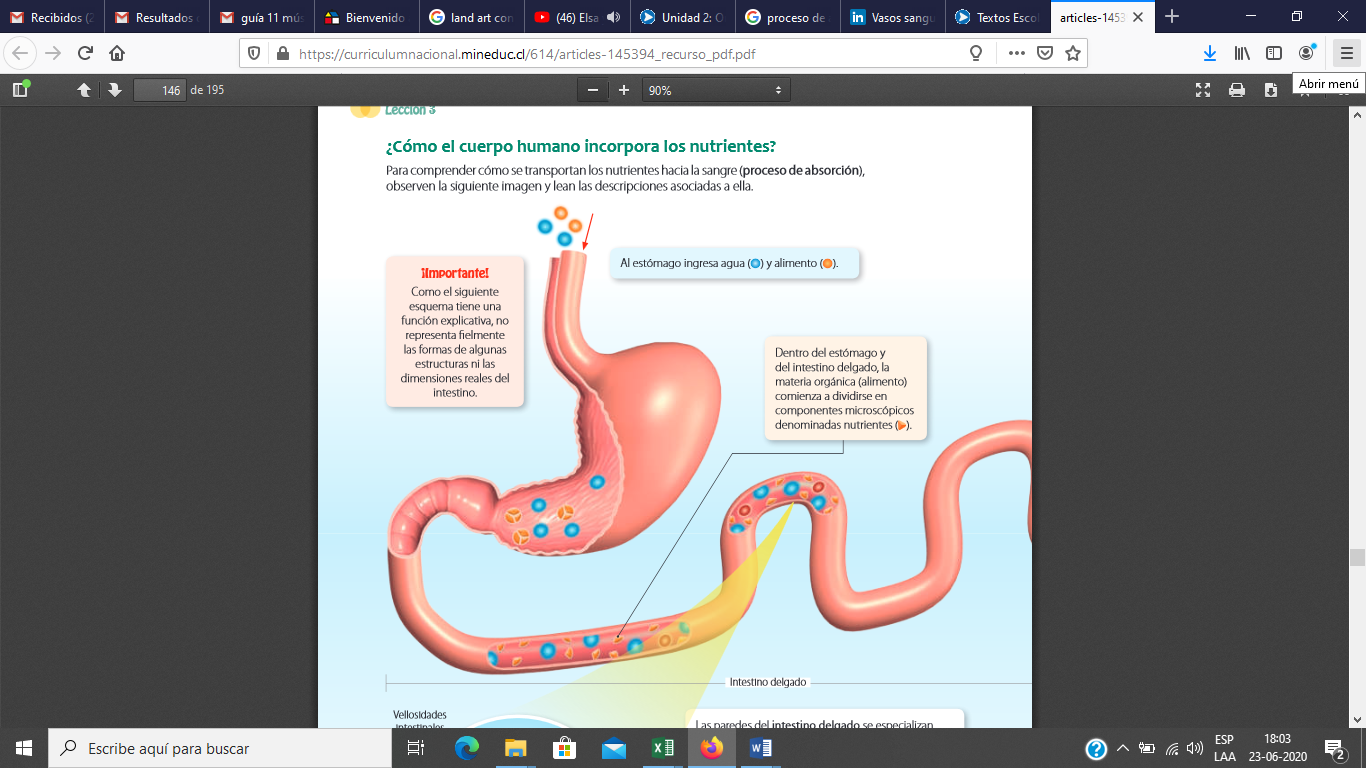 Recibidos (2
Resultados
guía 11 mús
Bienvenido
land art con
(46) Elsa
Unidad 2: O
proceso de
Vasos sangu
Textos Escol
articles-1453
https://curriculumnacional.mineduc.cl/614/articles-145394_recurso_pdf.pdf
146 de 195
90%
Abrir menú
Lección 3
¿Cómo el cuerpo humano incorpora los nutrientes?
Para comprender cómo se transportan los nutrientes hacia la sangre (proceso de absorción),
observen la siguiente imagen y lean las descripciones asociadas a ella.
Al estómago ingresa agua ( ) y alimento ( ).
¡Importante!
Como el siguiente
esquema tiene una
función explicativa, no
representa fielmente
las formas de algunas
estructuras ni las
dimensiones reales del
intestino.
Dentro del estómago y
del intestino delgado, la
materia orgánica (alimento)
comienza a dividirse en
componentes microscópicos
denominadas nutrientes ( ).
Intestino delgado
Vellosidades
intestinales
Las paredes del intestino delgado se especializan
Escribe aquí para buscar
ESP
LAA
18:03
23-06-2020
2